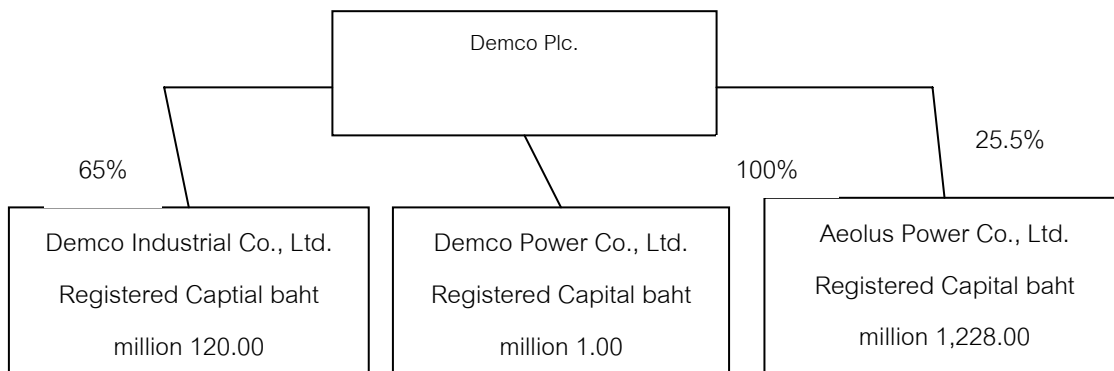 Demco Plc.
65%
100%
25.5%
Demco Industrial Co., Ltd.
Registered Captial baht
million 120.00
Demco Power Co., Ltd.
Registered Capital baht
million 1.00
Aeolus Power Co., Ltd.
Registered Capital baht
million 1,228.00